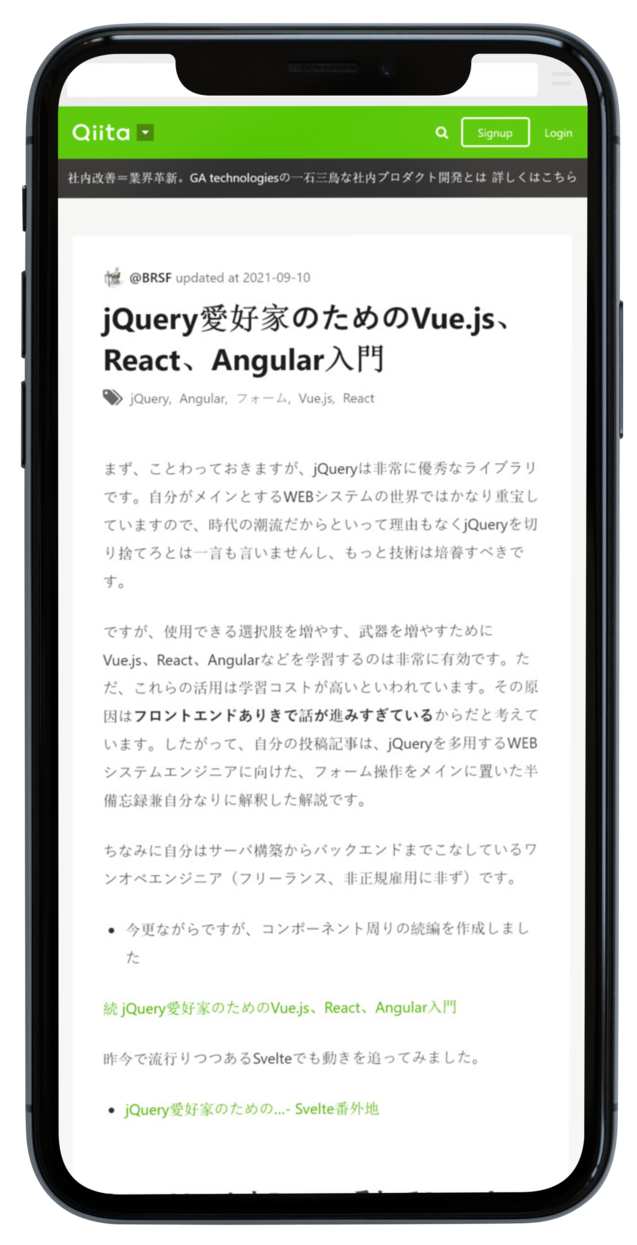 Qiita
Signup
Login
社内改善＝業界革新。GA technologiesの一石三鳥な社内プロダクト開発とは 詳しくはこちら
@BRSF updated at 2021-09-10
jQuery愛好家のためのVue.js、
React、Angular入門
jQuery, Angular, フォーム, Vue.js, React
まず、ことわっておきますが、jQueryは非常に優秀なライブラリ
です。自分がメインとするWEBシステムの世界ではかなり重宝し
ていますので、時代の潮流だからといって理由もなくjQueryを切
り捨てろとは一言も言いませんし、もっと技術は培養すべきで
す。
ですが、使用できる選択肢を増やす、武器を増やすために
Vue.js、React、Angularなどを学習するのは非常に有効です。た
だ、これらの活用は学習コストが高いといわれています。その原
因はフロントエンドありきで話が進みすぎているからだと考えて
います。したがって、自分の投稿記事は、jQueryを多用するWEB
システムエンジニアに向けた、フォーム操作をメインに置いた半
備忘録兼自分なりに解釈した解説です。
ちなみに自分はサーバ構築からバックエンドまでこなしているワ
ンオペエンジニア（フリーランス、非正規雇用に非ず）です。
• 今更ながらですが、コンポーネント周りの続編を作成しまし
た
続 jQuery愛好家のためのVue.js、React、Angular入門
昨今で流行りつつあるSvelteでも動きを追ってみました。
• jQuery愛好家のための...- Svelte番外地